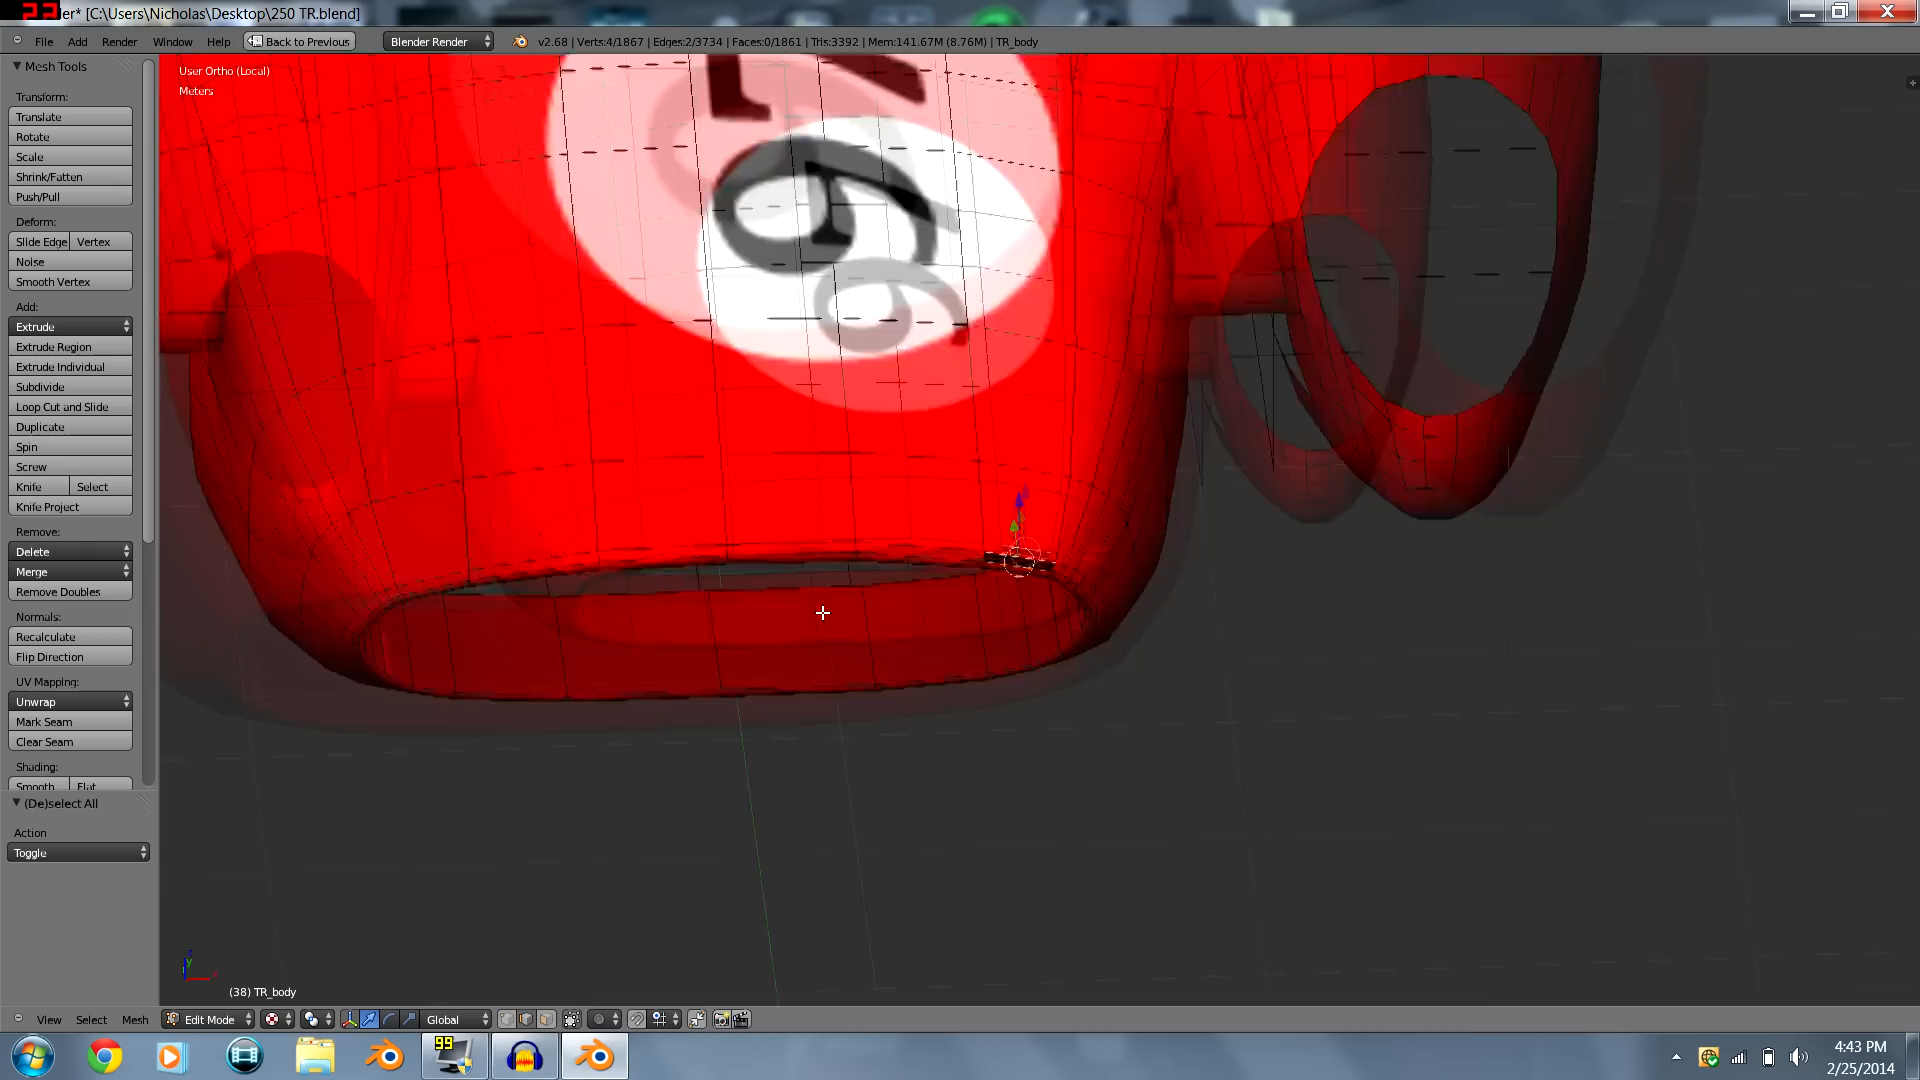 23
er* [C:\Users\Nicholas\Desktop\250 TR.blend]
File Add Render Window Help Back to Previous Blender Render v2.68 | Verts:4/1867 | Edges:2/3734 | Faces:0/1861 | Tris:3392 | Mem:141.67M (8.76M) | TR_body
Mesh Tools
User Ortho (Local)
Meters
Transform:
Translate
Rotate
Scale
Shrink/Fatten
Push/Pull
Deform:
Slide Edge Vertex
Noise
Smooth Vertex
Add:
Extrude
Extrude Region
Extrude Individual
Subdivide
Loop Cut and Slide
Duplicate
Spin
Screw
Knife Select
Knife Project
Remove:
Delete
Merge
Remove Doubles
Normals:
Recalculate
Flip Direction
UV Mapping:
Unwrap
Mark Seam
Clear Seam
Shading:
Smooth Flat
(De)select All
Action
Toggle
(38) TR_body
View Select Mesh Edit Mode Global
99
4:43 PM
2/25/2014